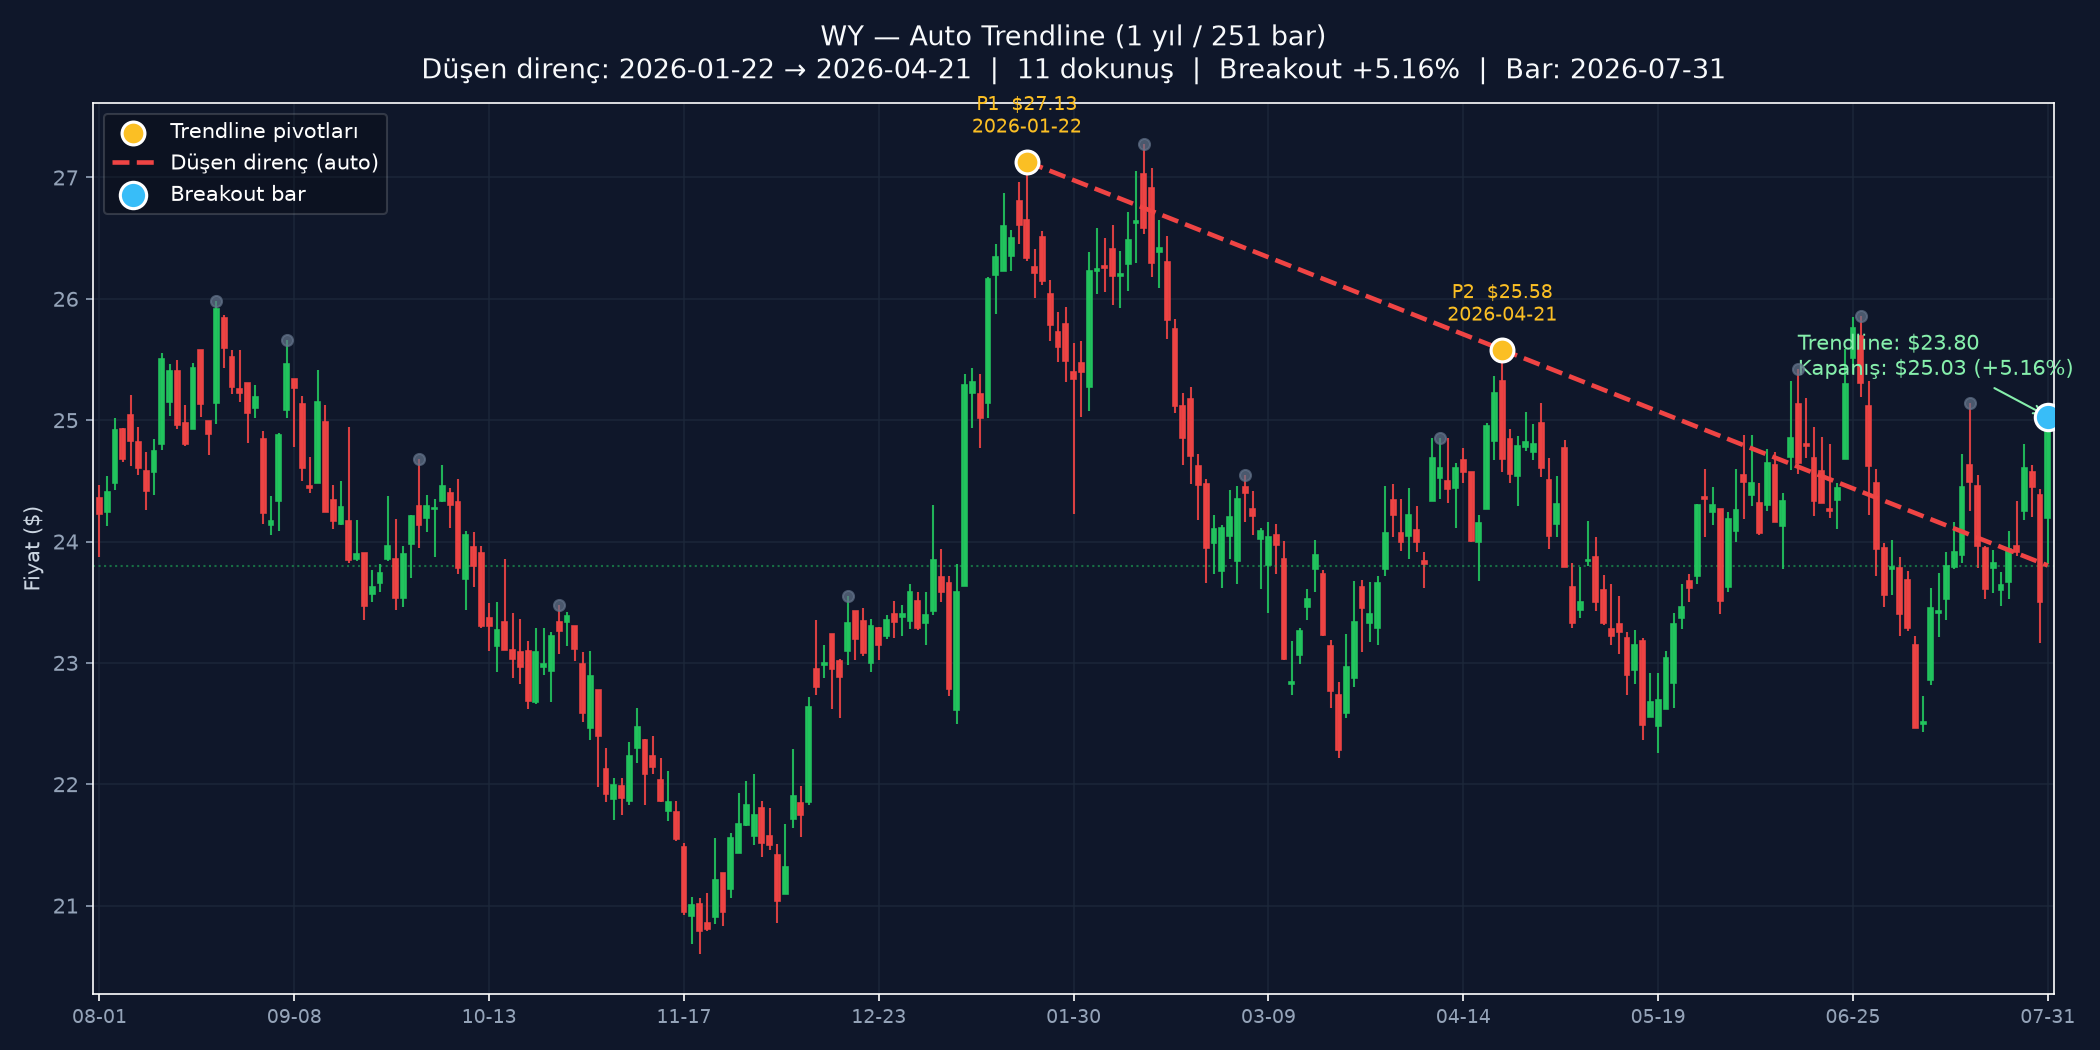 WY — Auto Trendline (1 yıl / 251 bar)
Düşen direnç: 2026-01-22 → 2026-04-21 | 11 dokunuş | Breakout +5.16% | Bar: 2026-07-31
Trendline pivotları
Düşen direnç (auto)
Breakout bar
P1 $27.13
2026-01-22
P2 $25.58
2026-04-21
Trendline: $23.80
Kapanış: $25.03 (+5.16%)
Fiyat ($)
27
26
25
24
23
22
21
08-01 09-08 10-13 11-17 12-23 01-30 03-09 04-14 05-19 06-25 07-31